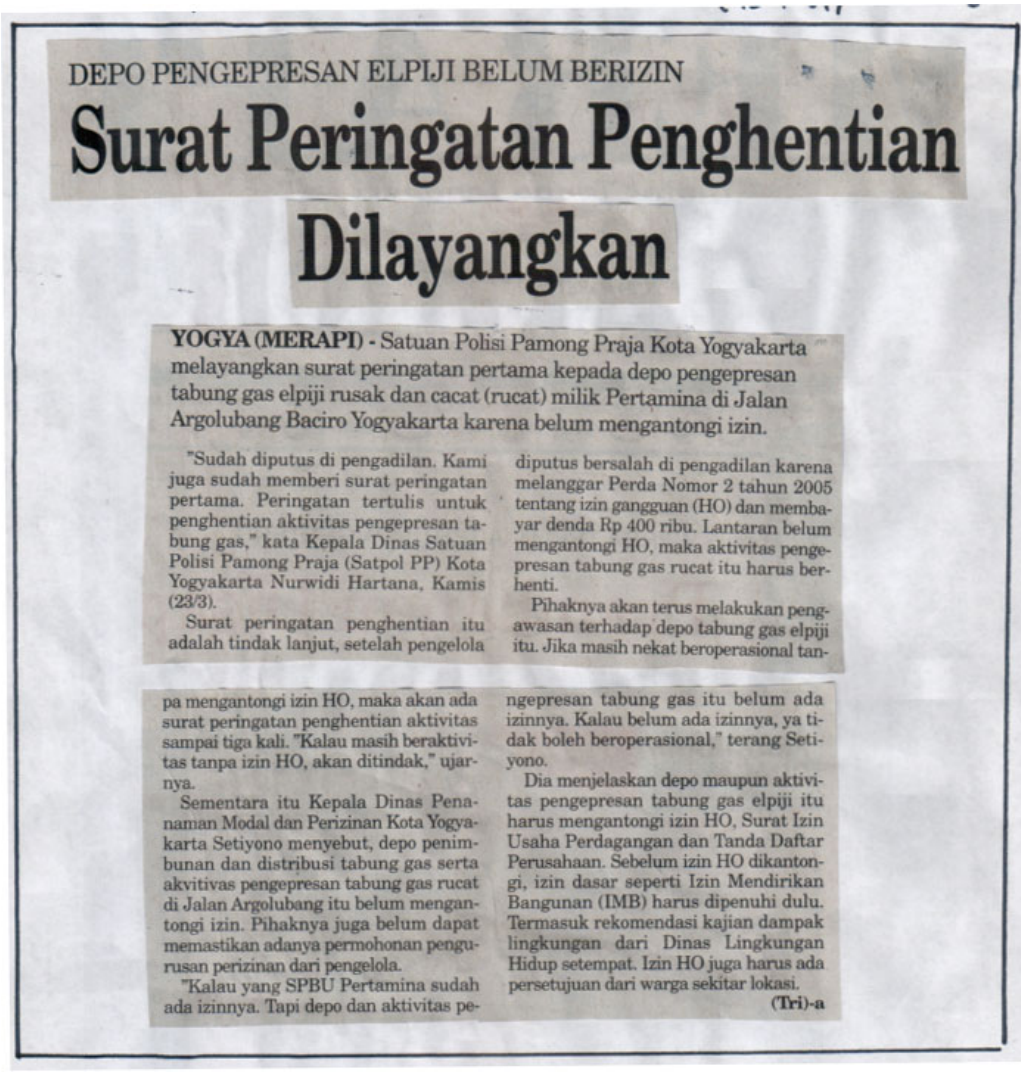 DEPO PENGEPRESAN ELPIJI BELUM BERIZIN
Surat Peringatan Penghentian
Dilayangkan
YOGYA (MERAPI) - Satuan Polisi Pamong Praja Kota Yogyakarta
melayangkan surat peringatan pertama kepada depo pengepresan
tabung gas elpiji rusak dan cacat (rucat) milik Pertamina di Jalan
Argolubang Baciro Yogyakarta karena belum mengantongi izin.
"Sudah diputus di pengadilan. Kami
juga sudah memberi surat peringatan
pertama. Peringatan tertulis untuk
penghentian aktivitas pengepresan ta-
bung gas," kata Kepala Dinas Satuan
Polisi Pamong Praja (Satpol PP) Kota
Yogyakarta Nurwidi Hartana, Kamis
(23/3).
Surat peringatan penghentian itu
adalah tindak lanjut, setelah pengelola
diputus bersalah di pengadilan karena
melanggar Perda Nomor 2 tahun 2005
tentang izin gangguan (HO) dan memba-
yar denda Rp 400 ribu. Lantaran belum
mengantongi HO, maka aktivitas penge-
presan tabung gas rucat itu harus ber-
henti.
Pihaknya akan terus melakukan peng-
awasan terhadap depo tabung gas elpiji
itu. Jika masih nekat beroperasional tan-
pa mengantongi izin HO, maka akan ada
surat peringatan penghentian aktivitas
sampai tiga kali. "Kalau masih beraktivi-
tas tanpa izin HO, akan ditindak," ujar-
nya.
Sementara itu Kepala Dinas Pena-
naman Modal dan Perizinan Kota Yogya-
karta Setiyono menyebut, depo penim-
bunan dan distribusi tabung gas serta
akvitivas pengepresan tabung gas rucat
di Jalan Argolubang itu belum mengan-
tongi izin. Pihaknya juga belum dapat
memastikan adanya permohonan pengu-
rusan perizinan dari pengelola.
"Kalau yang SPBU Pertamina sudah
ada izinnya. Tapi depo dan aktivitas pe-
ngepresan tabung gas itu belum ada
izinnya. Kalau belum ada izinnya, ya ti-
dak boleh beroperasional," terang Seti-
yono.
Dia menjelaskan depo maupun aktivi-
tas pengepresan tabung gas elpiji itu
harus mengantongi izin HO, Surat Izin
Usaha Perdagangan dan Tanda Daftar
Perusahaan. Sebelum izin HO dikanton-
gi, izin dasar seperti Izin Mendirikan
Bangunan (IMB) harus dipenuhi dulu.
Termasuk rekomendasi kajian dampak
lingkungan dari Dinas Lingkungan
Hidup setempat. Izin HO juga harus ada
persetujuan dari warga sekitar lokasi.
(Tri)-a